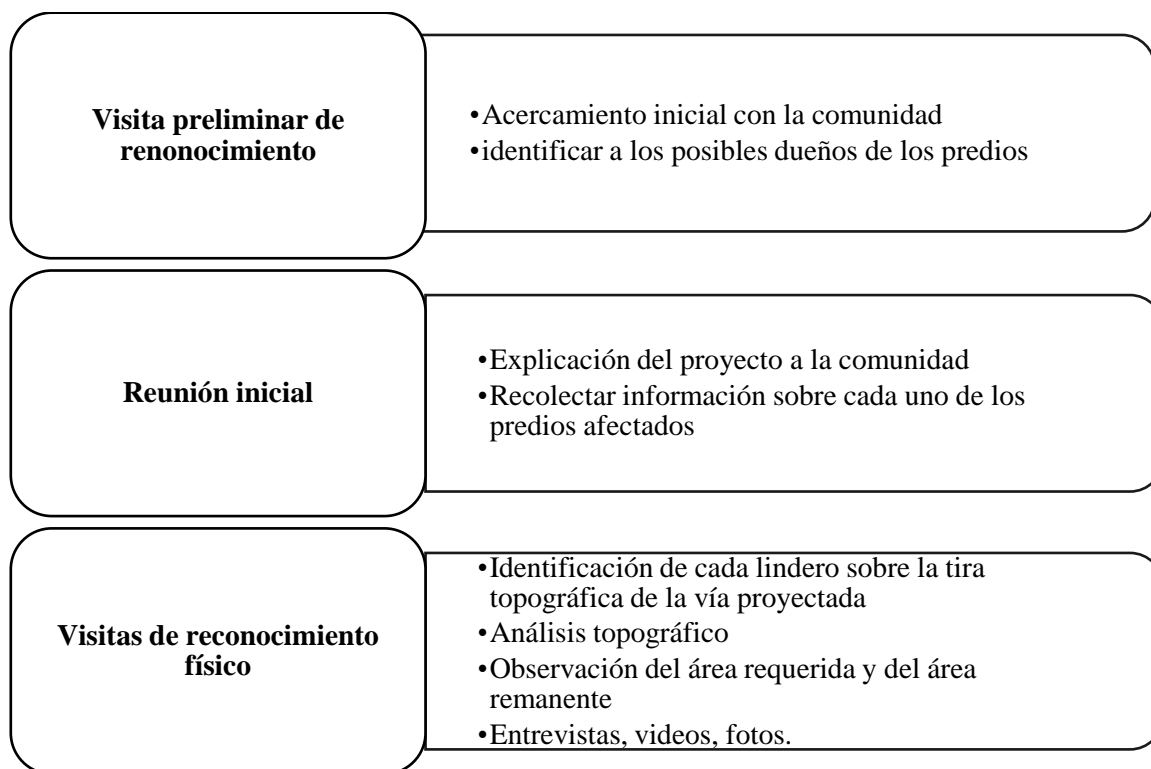 Visita preliminar de
renonocimiento
•Acercamiento inicial con la comunidad
•identificar a los posibles dueños de los predios
Reunión inicial
•Explicación del proyecto a la comunidad
•Recolectar información sobre cada uno de los
predios afectados
Visitas de reconocimiento
físico
•Identificación de cada lindero sobre la tira
topográfica de la vía proyectada
•Análisis topográfico
•Observación del área requerida y del área
remanente
•Entrevistas, videos, fotos.